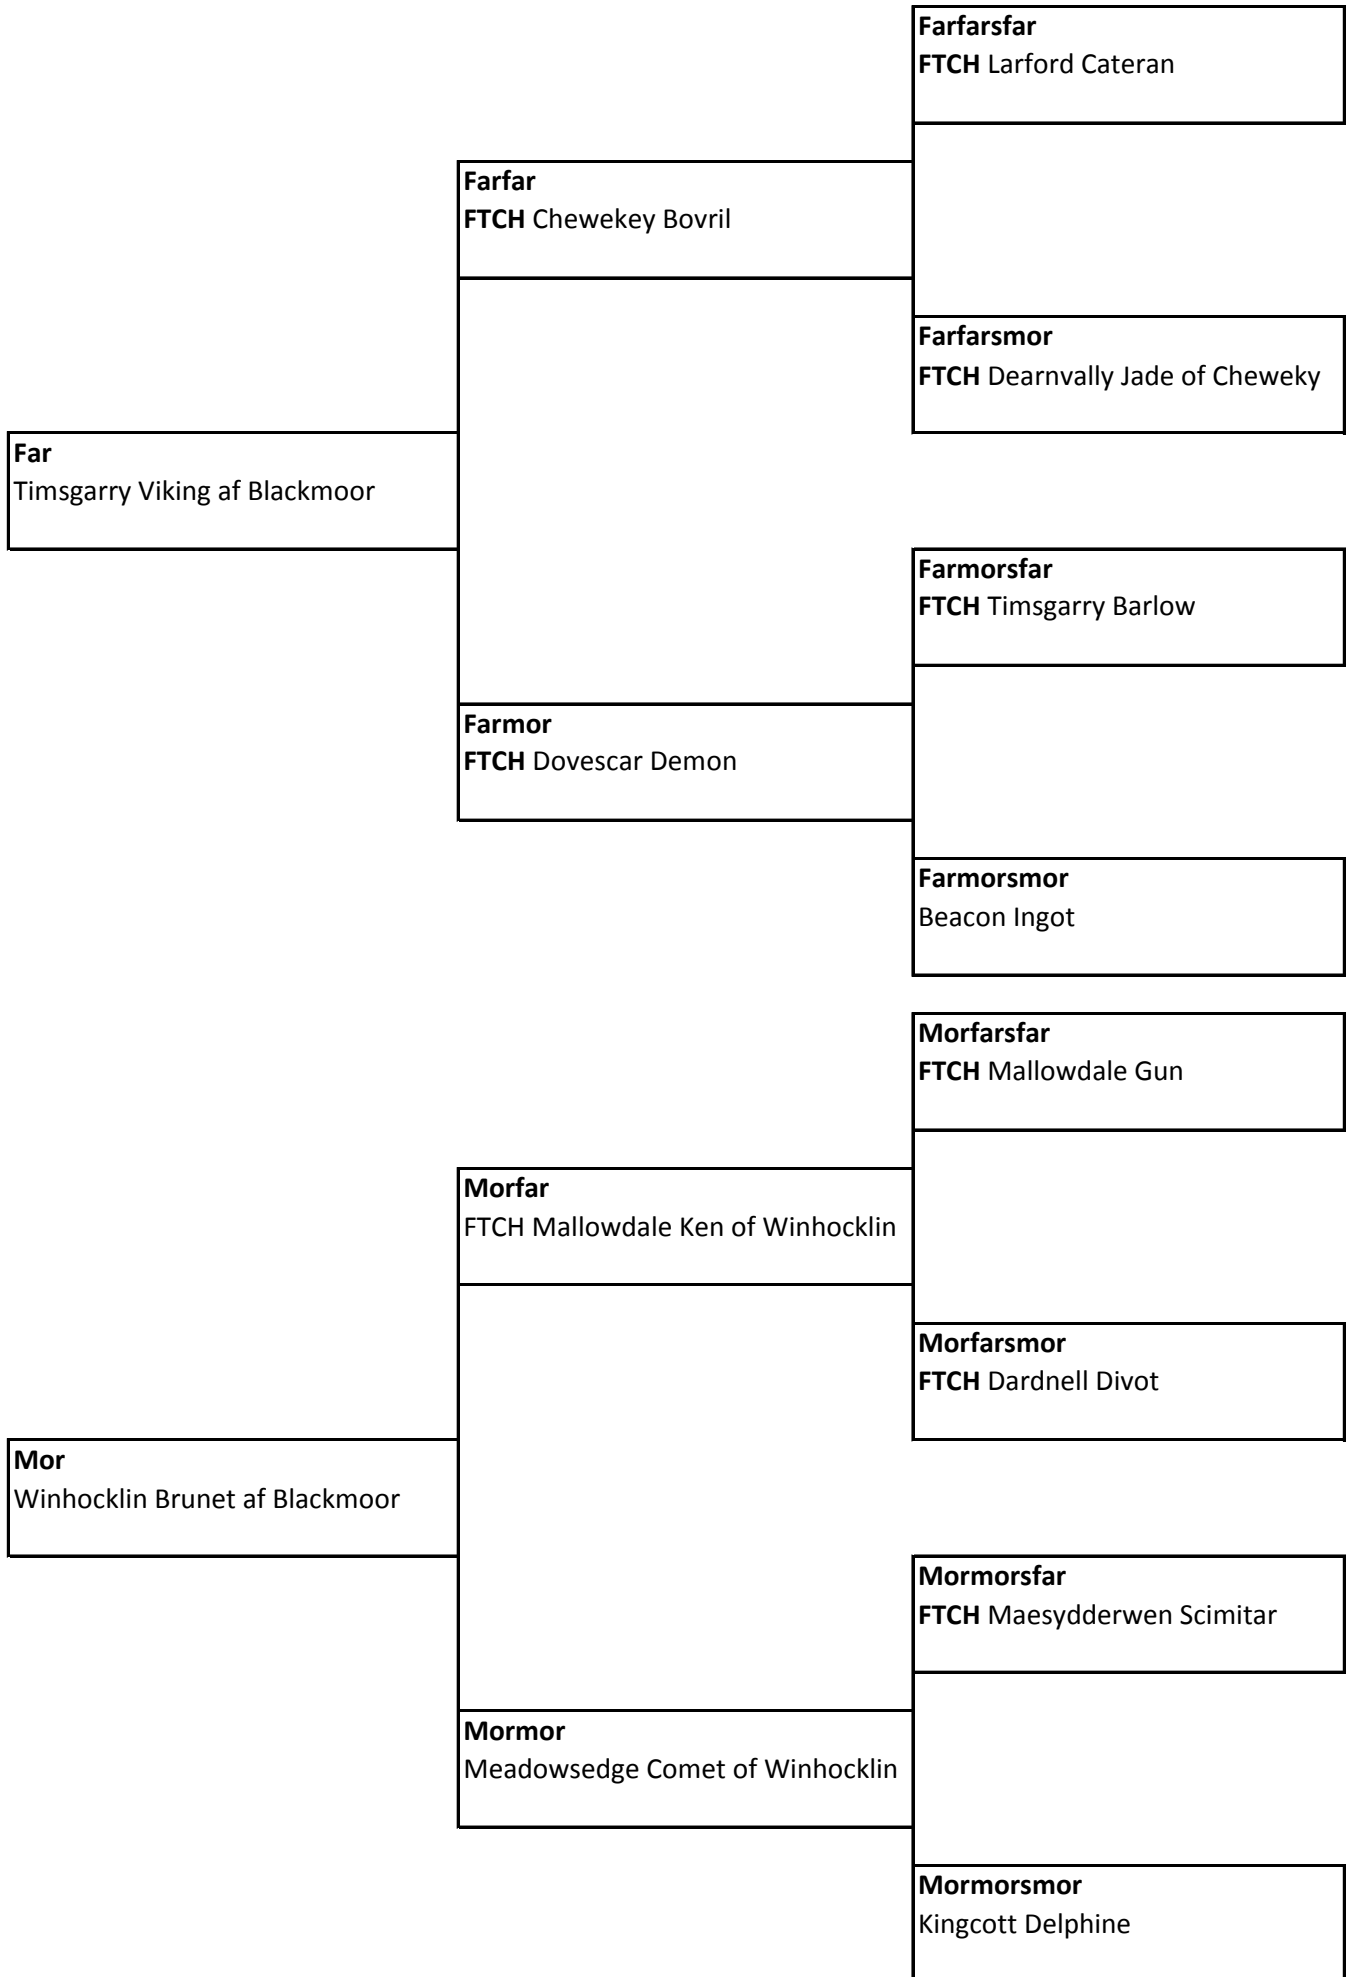 Farfarsfar
FTCH Larford Cateran
Farfar
FTCH Chewekey Bovril
Farfarsmor
FTCH Dearnvally Jade of Cheweky
Far
Timsgarry Viking af Blackmoor
Farmorsfar
FTCH Timsgarry Barlow
Farmor
FTCH Dovescar Demon
Farmorsmor
Beacon Ingot
Morfarsfar
FTCH Mallowdale Gun
Morfar
FTCH Mallowdale Ken of Winhocklin
Morfarsmor
FTCH Dardnell Divot
Mor
Winhocklin Brunet af Blackmoor
Mormorsfar
FTCH Maesydderwen Scimitar
Mormor
Meadowsedge Comet of Winhocklin
Mormorsmor
Kingcott Delphine